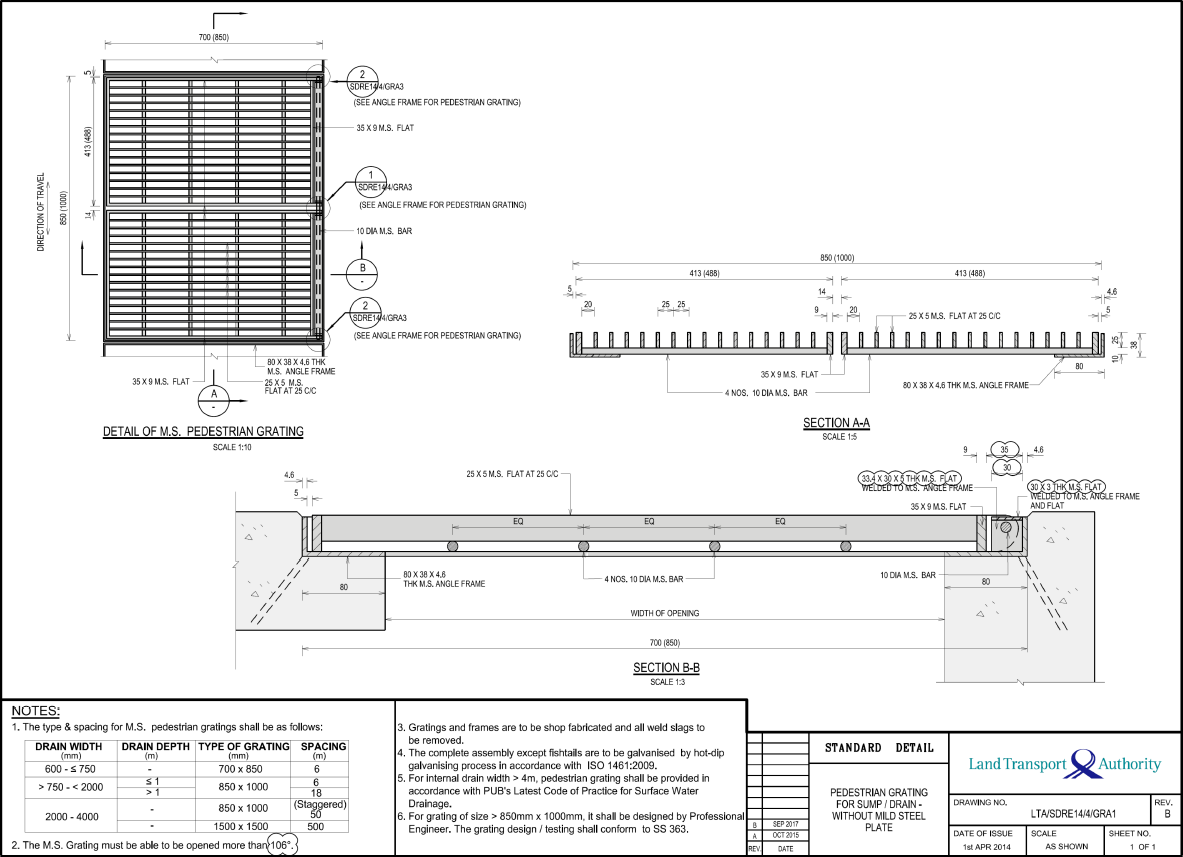 700 (850)
5
413 (488)
850 (1000)
14
DIRECTION OF TRAVEL
2
SDRE14/4/GRA3
(SEE ANGLE FRAME FOR PEDESTRIAN GRATING)
35 X 9 M.S. FLAT
1
SDRE14/4/GRA3
(SEE ANGLE FRAME FOR PEDESTRIAN GRATING)
10 DIA M.S. BAR
B
-
2
SDRE14/4/GRA3
(SEE ANGLE FRAME FOR PEDESTRIAN GRATING)
80 X 38 X 4.6 THK
M.S. ANGLE FRAME
35 X 9 M.S. FLAT
25 X 5 M.S.
FLAT AT 25 C/C
A
-
DETAIL OF M.S. PEDESTRIAN GRATING
SCALE 1:10
850 (1000)
413 (488)
413 (488)
5
14
4.6
20
25
25
9
20
25 X 5 M.S. FLAT AT 25 C/C
5
25
38
10
35 X 9 M.S. FLAT
80
4 NOS. 10 DIA M.S. BAR
80 X 38 X 4.6 THK M.S. ANGLE FRAME
SECTION A-A
SCALE 1:5
4.6
5
25 X 5 M.S. FLAT AT 25 C/C
9
35
4.6
30
33.4 X 30 X 5 THK M.S. FLAT
WELDED TO M.S. ANGLE FRAME
30 X 3 THK M.S. FLAT
WELDED TO M.S. ANGLE FRAME
AND FLAT
35 X 9 M.S. FLAT
EQ
EQ
EQ
80 X 38 X 4.6
THK M.S. ANGLE FRAME
4 NOS. 10 DIA M.S. BAR
10 DIA M.S. BAR
80
80
WIDTH OF OPENING
700 (850)
SECTION B-B
SCALE 1:3
NOTES:
1. The type & spacing for M.S. pedestrian gratings shall be as follows:
DRAIN WIDTH (mm) DRAIN DEPTH (m) TYPE OF GRATING (mm) SPACING (m)
600 - ≤ 750 - 700 x 850 6
> 750 - < 2000 ≤ 1 850 x 1000 6
> 1 18
2000 - 4000 - 850 x 1000 (Staggered) 50
- 1500 x 1500 500
2. The M.S. Grating must be able to be opened more than 106°.
3. Gratings and frames are to be shop fabricated and all weld slags to
be removed.
4. The complete assembly except fishtails are to be galvanised by hot-dip
galvanising process in accordance with ISO 1461:2009.
5. For internal drain width > 4m, pedestrian grating shall be provided in
accordance with PUB's Latest Code of Practice for Surface Water
Drainage.
6. For grating of size > 850mm x 1000mm, it shall be designed by Professional
Engineer. The grating design / testing shall conform to SS 363.
B SEP 2017
A OCT 2015
REV. DATE
STANDARD DETAIL
PEDESTRIAN GRATING
FOR SUMP / DRAIN -
WITHOUT MILD STEEL
PLATE
Land Transport Authority
DRAWING NO.
LTA/SDRE14/4/GRA1
REV.
B
DATE OF ISSUE
1st APR 2014
SCALE
AS SHOWN
SHEET NO.
1 OF 1